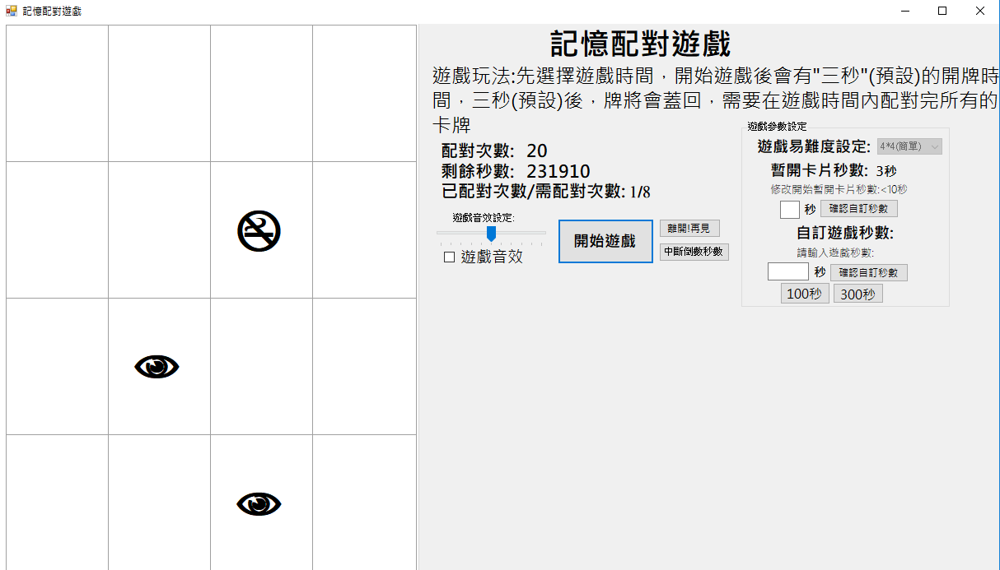 記憶配對遊戲
記憶配對遊戲
遊戲玩法:先選擇遊戲時間，開始遊戲後會有"三秒"(預設)的開牌時
間，三秒(預設)後，牌將會蓋回，需要在遊戲時間內配對完所有的
卡牌
配對次數: 20
剩餘秒數: 231910
已配對次數/需配對次數: 1/8
遊戲音效設定:
遊戲音效
開始遊戲
離開!再見
中斷倒數秒數
遊戲參數設定
遊戲易難度設定: 4*4(簡單)
暫開卡片秒數: 3秒
修改開始暫開卡片秒數:<10秒
秒 確認自訂秒數
自訂遊戲秒數:
請輸入遊戲秒數:
秒 確認自訂秒數
100秒 300秒